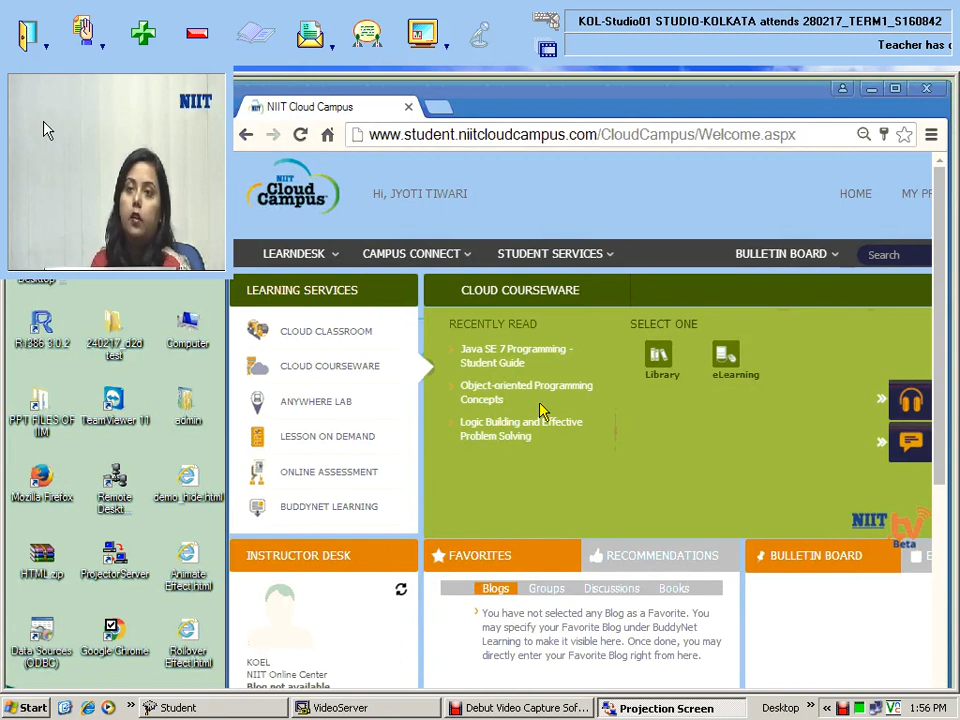 KOL-Studio01 STUDIO-KOLKATA attends 280217_TERM1_S160842
Teacher has
NIIT
NIIT Cloud Campus
www.student.niitcloudcampus.com/CloudCampus/Welcome.aspx
NIIT
Cloud
Campus
Hi, JYOTI TIWARI
HOME
MY PR
LEARNDESK
CAMPUS CONNECT
STUDENT SERVICES
BULLETIN BOARD
Search
LEARNING SERVICES
CLOUD COURSEWARE
CLOUD CLASSROOM
CLOUD COURSEWARE
ANYWHERE LAB
LESSON ON DEMAND
ONLINE ASSESSMENT
BUDDYNET LEARNING
RECENTLY READ
SELECT ONE
Java SE 7 Programming -
Student Guide
Object-oriented Programming
Concepts
Logic Building and Effective
Problem Solving
Library
eLearning
NIIT tv
Beta
INSTRUCTOR DESK
FAVORITES
RECOMMENDATIONS
BULLETIN BOARD
Blogs
Groups
Discussions
Books
You have not selected any Blog as a Favorite. You
may specify your Favorite Blog under BuddyNet
Learning to make it visible here. Once done, you may
directly enter your Favorite Blog right from here.
KOEL
NIIT Online Center
Blog not available
R i386 3.0.2
240217_d2d
test
Computer
PPT FILES OF
IIM
TeamViewer 11
admin
Mozilla Firefox
Remote
Deskt...
demo_hide.html
HTML.zip
ProjectorServer
Animate
Effect.html
Data Sources
(ODBC)
Google Chrome
Rollover
Effect.html
Start
Student
VideoServer
Debut Video Capture Sof...
Projection Screen
Desktop
1:56 PM